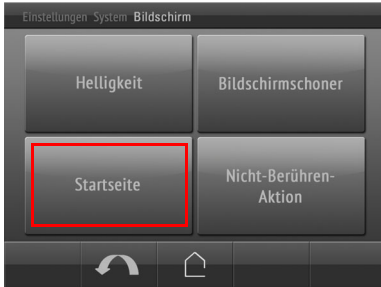 Einstellungen System Bildschirm
Helligkeit
Bildschirmschoner
Startseite
Nicht-Berühren-
Aktion